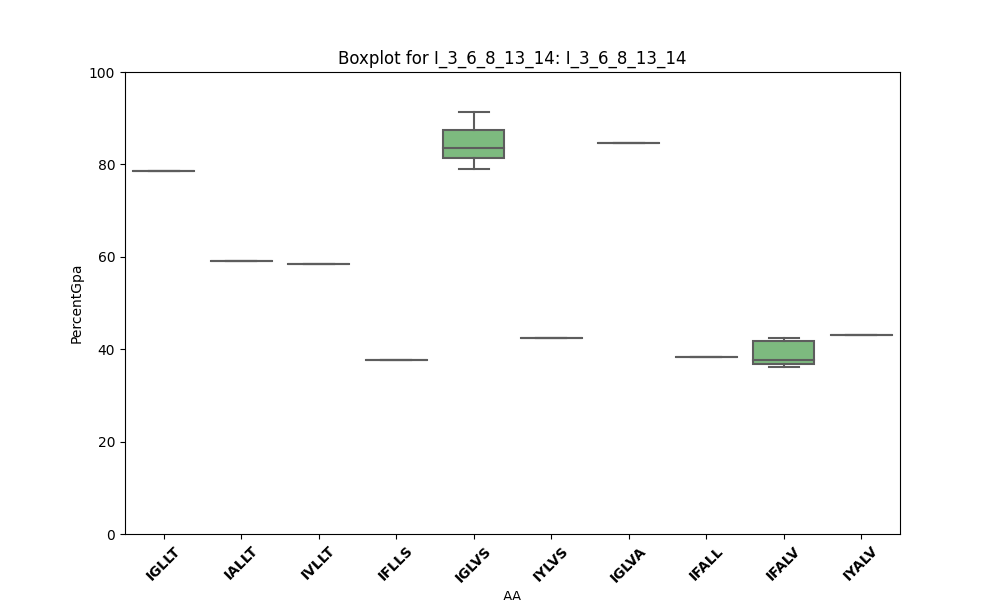 Boxplot for I_3_6_8_13_14: I_3_6_8_13_14
100
80
60
40
20
0
PercentGpa
IGLLT
IALLT
IVLLT
IFLLS
IGLVS
IYLVS
IGLVA
IFALL
IFALV
IYALV
AA